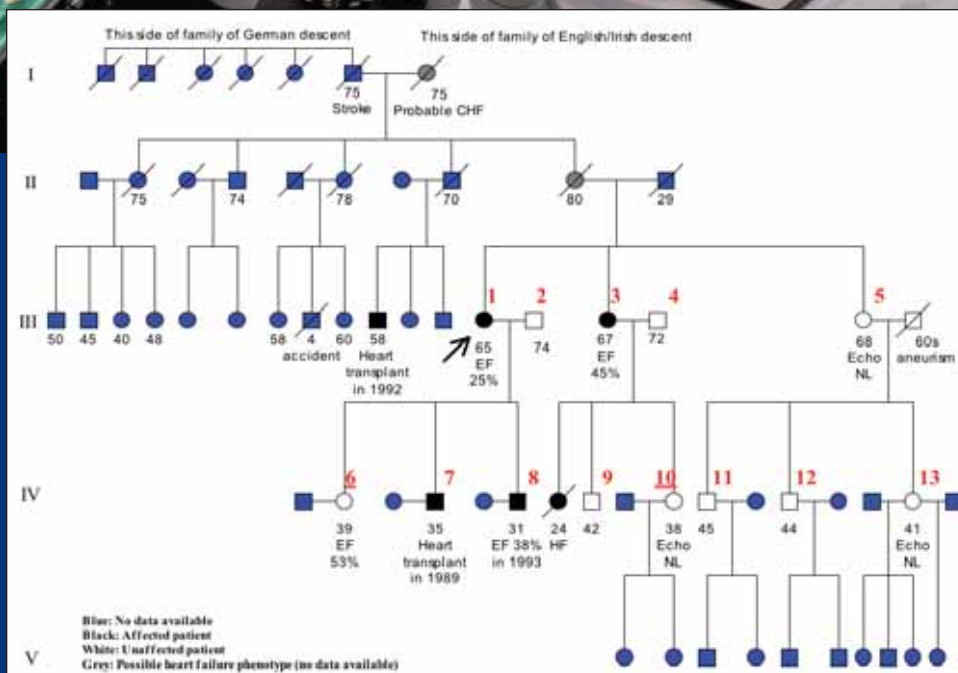 This side of family of German descent This side of family of English/Irish descent
I
75 75
Stroke Probable CHF
II
75 74 78 70 80 29
1 2 3 4 5
III
50 45 40 48 58 4 60 58 65 74 67 72 68 60s
accident Heart EF EF Echo aneurism
transplant 25% 45% NL
in 1992
6 7 8 9 10 11 12 13
IV
39 35 31 24 42 38 45 44 41
EF Heart EF 38% HF Echo Echo
53% transplant in 1993 NL NL
in 1989
Blue: No data available
Black: Affected patient
White: Unaffected patient
V
Grey: Possible heart failure phenotype (no data available)